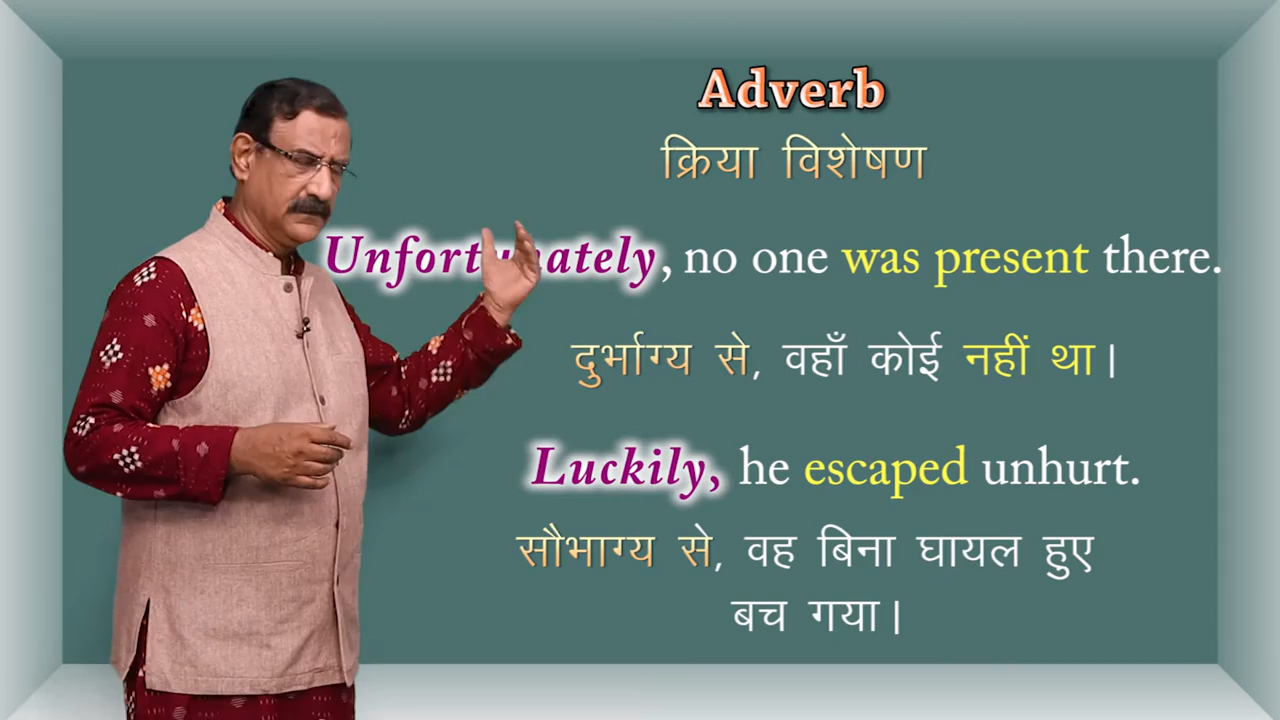 Adverb
क्रिया विशेषण
Unfortunately, no one was present there.
दुर्भाग्य से, वहाँ कोई नहीं था।
Luckily, he escaped unhurt.
सौभाग्य से, वह बिना घायल हुए
बच गया।